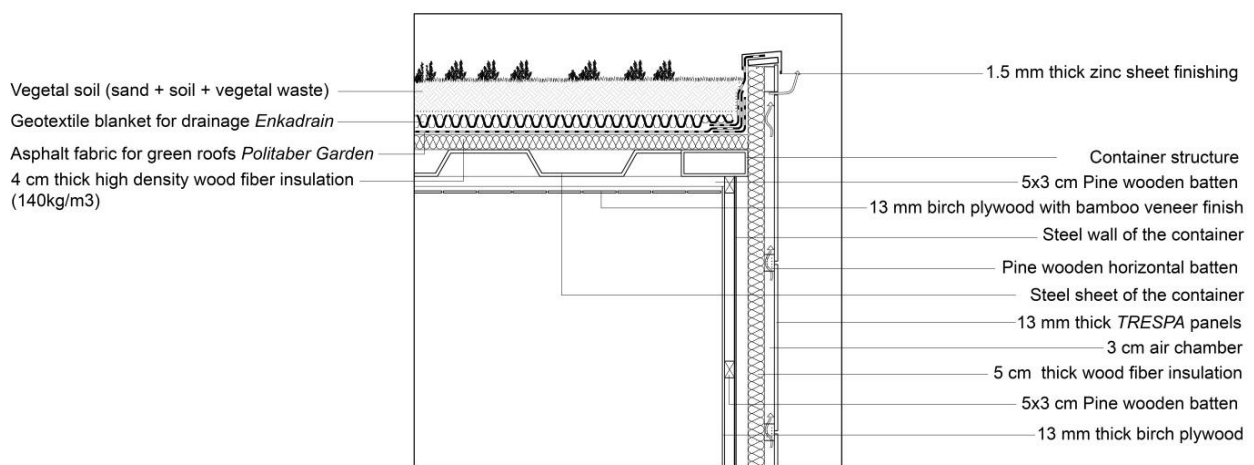 Vegetal soil (sand + soil + vegetal waste)
Geotextile blanket for drainage Enkadrain
Asphalt fabric for green roofs Politaber Garden
4 cm thick high density wood fiber insulation
(140kg/m3)
1.5 mm thick zinc sheet finishing
Container structure
5x3 cm Pine wooden batten
13 mm birch plywood with bamboo veneer finish
Steel wall of the container
Pine wooden horizontal batten
Steel sheet of the container
13 mm thick TRESPA panels
3 cm air chamber
5 cm thick wood fiber insulation
5x3 cm Pine wooden batten
13 mm thick birch plywood